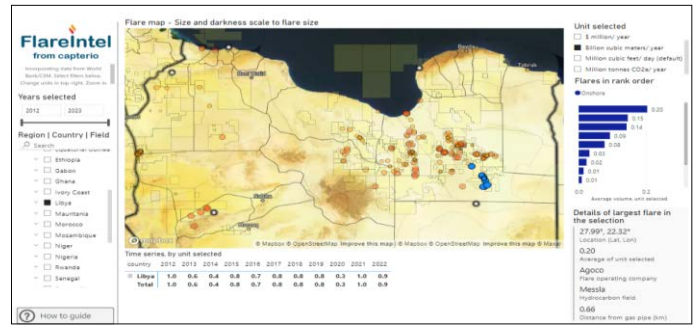 FlareIntel
from capterio
Incorporating data from World
Bank/CSM. Select filters below.
Change units in top right. Zoom in
Years selected
2012 2023
Region | Country | Field
Search
Equatorial Guinea
Ethiopia
Gabon
Ghana
Ivory Coast
Libya
Mauritania
Morocco
Mozambique
Niger
Nigeria
Rwanda
Senegal
How to guide
Flare map - Size and darkness scale to flare size
Tobruk
Sabha
mapbox
© Mapbox © OpenStreetMap Improve this map | © Mapbox © OpenStreetMap Improve this map | © Maxar
Time series, by unit selected
country 2012 2013 2014 2015 2016 2017 2018 2019 2020 2021 2022
Libya 1.0 0.6 0.4 0.8 0.7 0.8 0.8 0.8 0.3 1.0 0.9
Total 1.0 0.6 0.4 0.8 0.7 0.8 0.8 0.8 0.3 1.0 0.9
Unit selected
$ million/ year
Billion cubic meters/ year
Million cubic feet/ day (default)
Million tonnes CO2e/ year
Flares in rank order
Onshore
0.20
0.15
0.14
0.09
0.08
0.03
0.02
0.01
0.01
0.0 0.2
Average volume, unit selected
Details of largest flare in
the selection
27.99°, 22.32°
Location (Lat, Lon)
0.20
Average of unit selected
Agoco
Flare operating company
Messla
Hydrocarbon field
0.66
Distance from gas pipe (km)